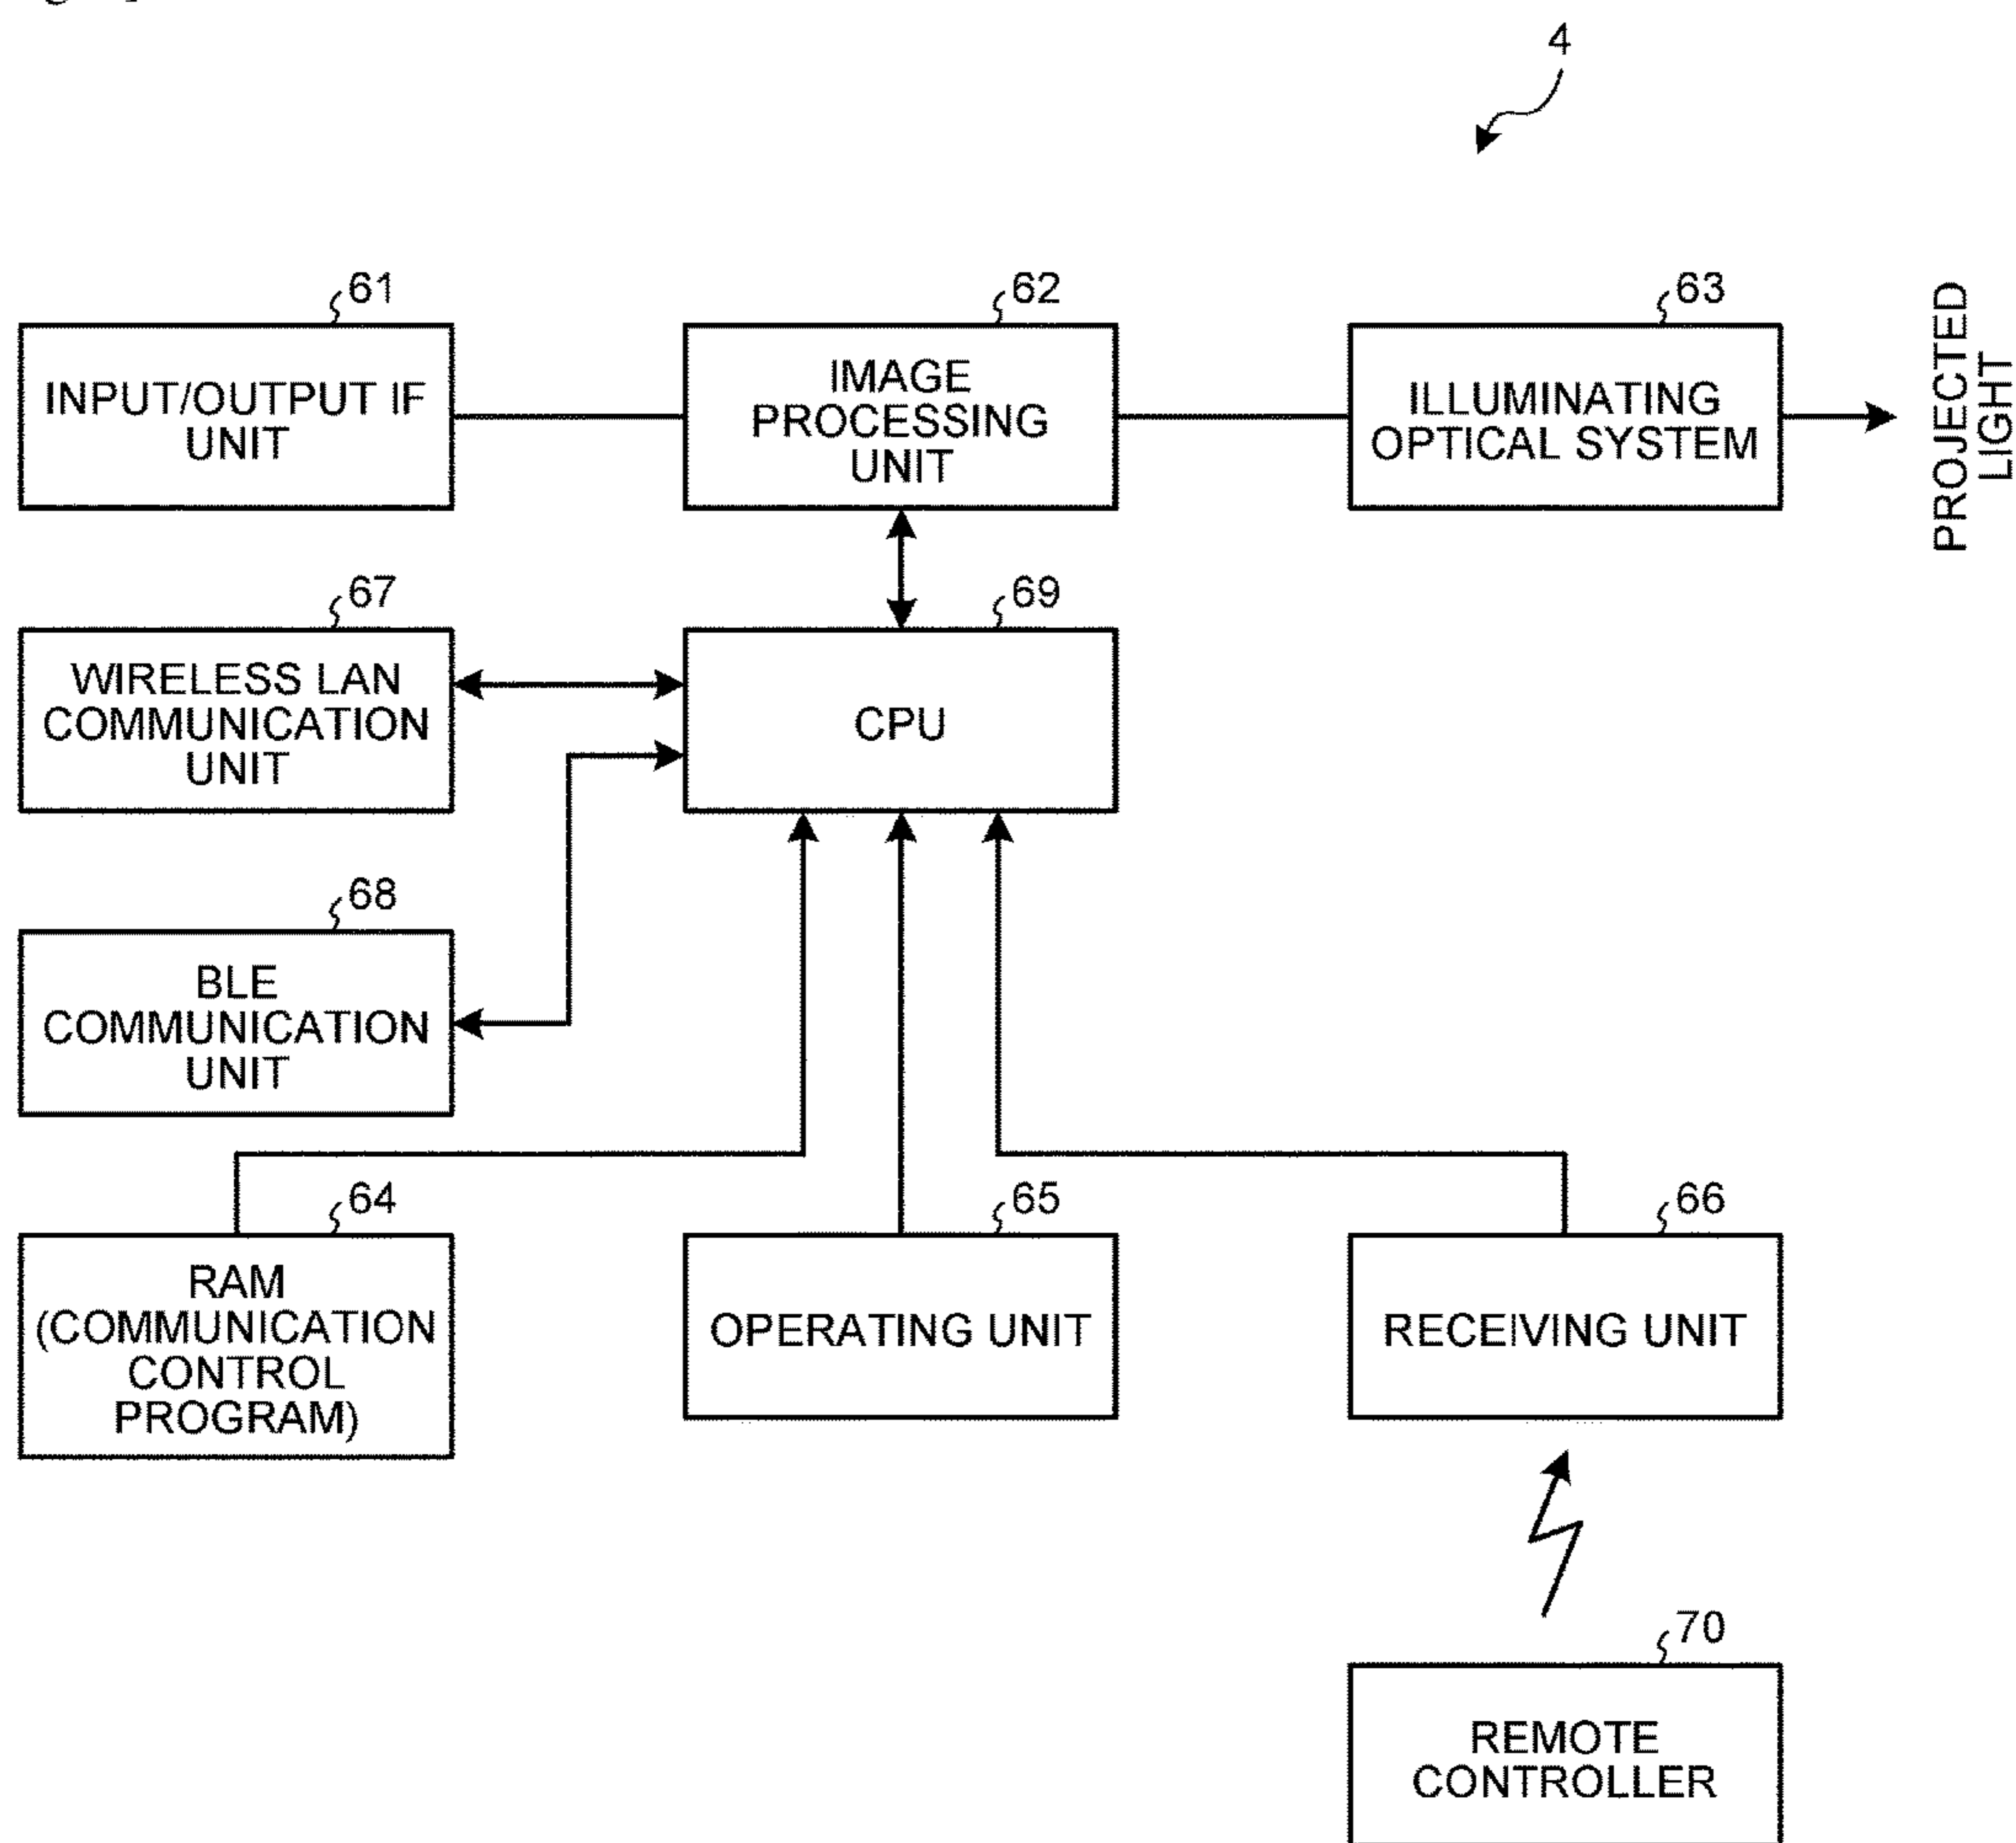 4
61
INPUT/OUTPUT IF
UNIT
62
IMAGE
PROCESSING
UNIT
63
ILLUMINATING
OPTICAL SYSTEM
PROJECTED
LIGHT
67
WIRELESS LAN
COMMUNICATION
UNIT
69
CPU
68
BLE
COMMUNICATION
UNIT
64
RAM
(COMMUNICATION
CONTROL
PROGRAM)
65
OPERATING UNIT
66
RECEIVING UNIT
70
REMOTE
CONTROLLER